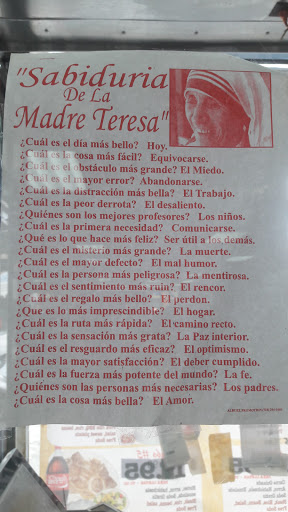 "Sabiduria
De La
Madre Teresa"
¿Cuál es el día más bello? Hoy.
¿Cuál es la cosa más fácil? Equivocarse.
¿Cuál es el obstáculo más grande? El Miedo.
¿Cuál es el mayor error? Abandonarse.
¿Cuál es la distracción más bella? El Trabajo.
¿Cuál es la peor derrota? El desaliento.
¿Quiénes son los mejores profesores? Los niños.
¿Cuál es la primera necesidad? Comunicarse.
¿Qué es lo que hace más feliz? Ser útil a los demás.
¿Cuál es el misterio más grande? La muerte.
¿Cuál es el mayor defecto? El mal humor.
¿Cuál es la persona más peligrosa? La mentirosa.
¿Cuál es el sentimiento más ruin? El rencor.
¿Cuál es el regalo más bello? El perdon.
¿Que es lo más imprescindible? El hogar.
¿Cuál es la ruta más rápida? El camino recto.
¿Cuál es la sensación más grata? La Paz interior.
¿Cuál es el resguardo más eficaz? El optimismo.
¿Cuál es la mayor satisfacción? El deber cumplido.
¿Cuál es la fuerza más potente del mundo? La fe.
¿Quiénes son las personas más necesarias? Los padres.
¿Cuál es la cosa más bella? El Amor.